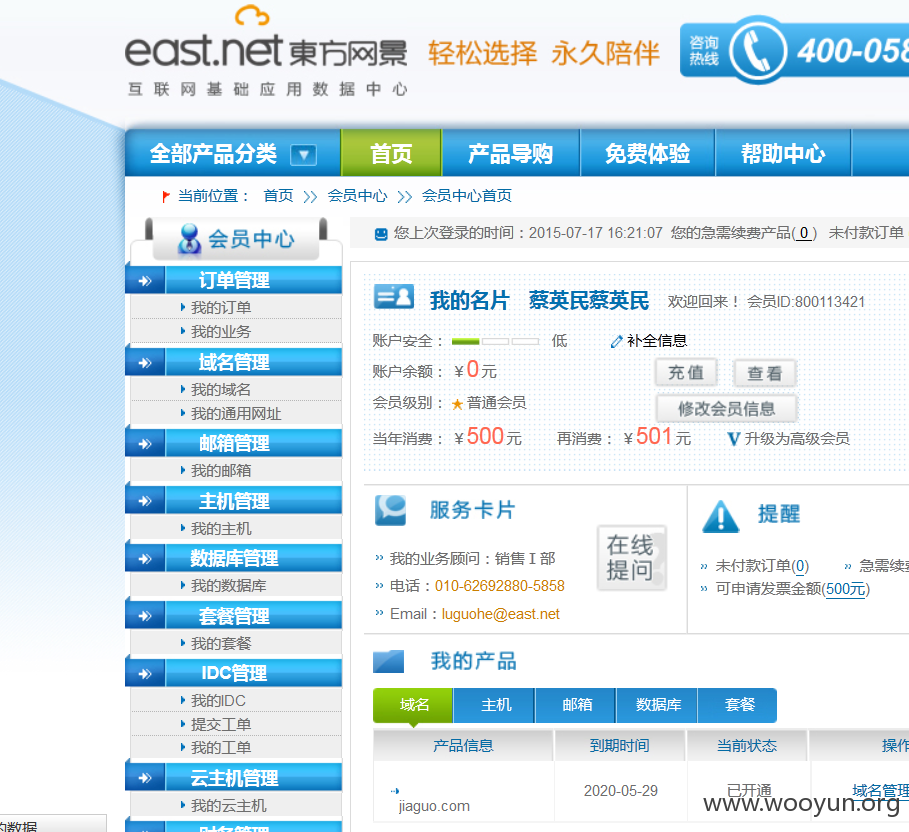 east.net 東方网景
互联网基础应用数据中心
轻松选择 永久陪伴
咨询热线
400-058
全部产品分类 首页 产品导购 免费体验 帮助中心
当前位置： 首页 会员中心 会员中心首页
会员中心
您上次登录的时间：2015-07-17 16:21:07 您的急需续费产品( 0 ) 未付款订单
订单管理
我的订单
我的业务
域名管理
我的域名
我的通用网址
邮箱管理
我的邮箱
主机管理
我的主机
数据库管理
我的数据库
套餐管理
我的套餐
IDC管理
我的IDC
提交工单
我的工单
云主机管理
我的云主机
我的名片 蔡英民蔡英民 欢迎回来！ 会员ID:800113421
账户安全： 低 补全信息
账户余额：￥0元 充值 查看
会员级别： 普通会员 修改会员信息
当年消费：￥500元 再消费：￥501元 V升级为高级会员
服务卡片
我的业务顾问：销售 I 部
电话：010-62692880-5858
Email：luguohe@east.net
在线提问
提醒
未付款订单(0) 急需续费
可申请发票金额(500元)
我的产品
域名 主机 邮箱 数据库 套餐
产品信息 到期时间 当前状态 操作
jiaguo.com 2020-05-29 已开通 域名管理
www.wooyun.org
的数据